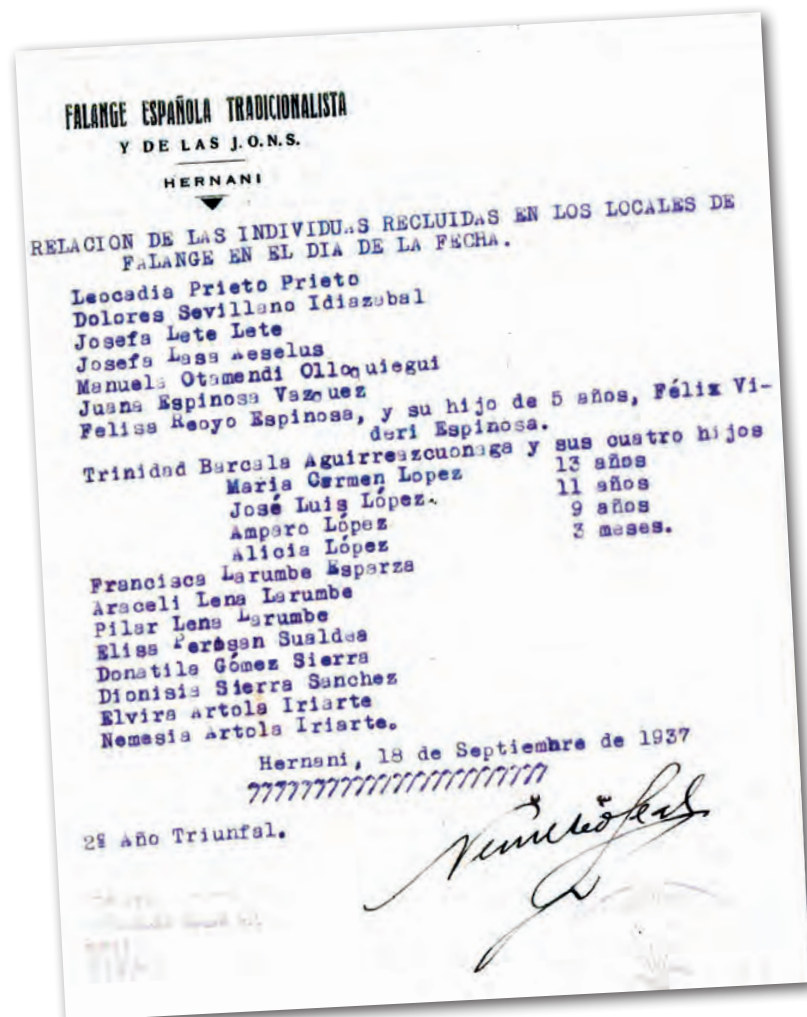 FALANGE ESPAÑOLA TRADICIONALISTA
Y DE LAS J.O.N.S.
HERNANI
RELACION DE LAS INDIVIDUAS RECLUIDAS EN LOS LOCALES DE
FALANGE EN EL DIA DE LA FECHA.
Leocadia Prieto Prieto
Dolores Sevillano Idiazabal
Josefa Lete Lete
Josefa Lasa
Manuela Otamendi Olloquiegui
Juana Espinosa Vazquez
Felisa Reoyo Espinosa, y su hijo de 5 años, Félix Vi-
dari Espinosa.
Trinidad Barcala Aguirreazcuonaga y sus cuatro hijos
Maria Carmen Lopez 13 años
José Luis López. 11 años
Amparo López 9 años
Alicia López 3 meses.
Francisca Larumbe Esparza
Araceli Lena Larumbe
Pilar Lena Larumbe
Elisa Perosan Sualdea
Donatila Gómez Sierra
Dionisia Sierra Sanchez
Elvira Artola Iriarte
Nemesia Artola Iriarte.
Hernani, 18 de Septiembre de 1937
2º Año Triunfal.